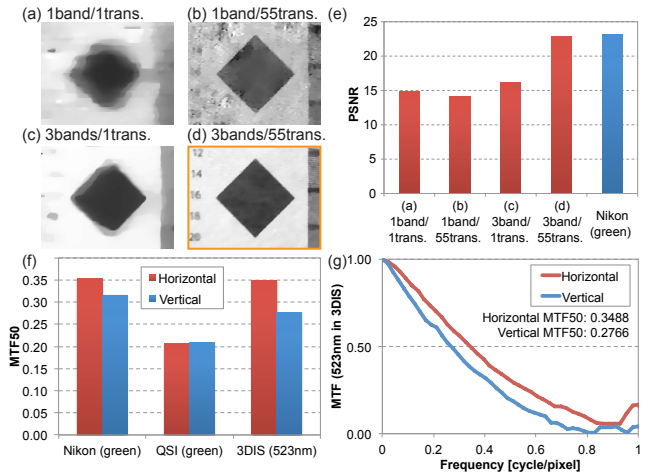 (a) 1band/1trans.
(b) 1band/55trans.
(c) 3bands/1trans.
(d) 3bands/55trans.
12
16
20
(e)
PSNR
25
20
15
10
5
0
(a) 1band/ 1trans.
(b) 1band/ 55trans.
(c) 3band/ 1trans.
(d) 3band/ 55trans.
Nikon (green)
(f)
Horizontal
Vertical
MTF50
0.35
0.30
0.25
0.20
0.15
0.10
0.05
0.00
Nikon (green)
QSI (green)
3DIS (523nm)
(g)
Horizontal
Vertical
Horizontal MTF50: 0.3488
Vertical MTF50: 0.2766
MTF (523nm in 3DIS)
1.00
0.50
0.00
0
0.2
0.4
0.6
0.8
1
Frequency [cycle/pixel]